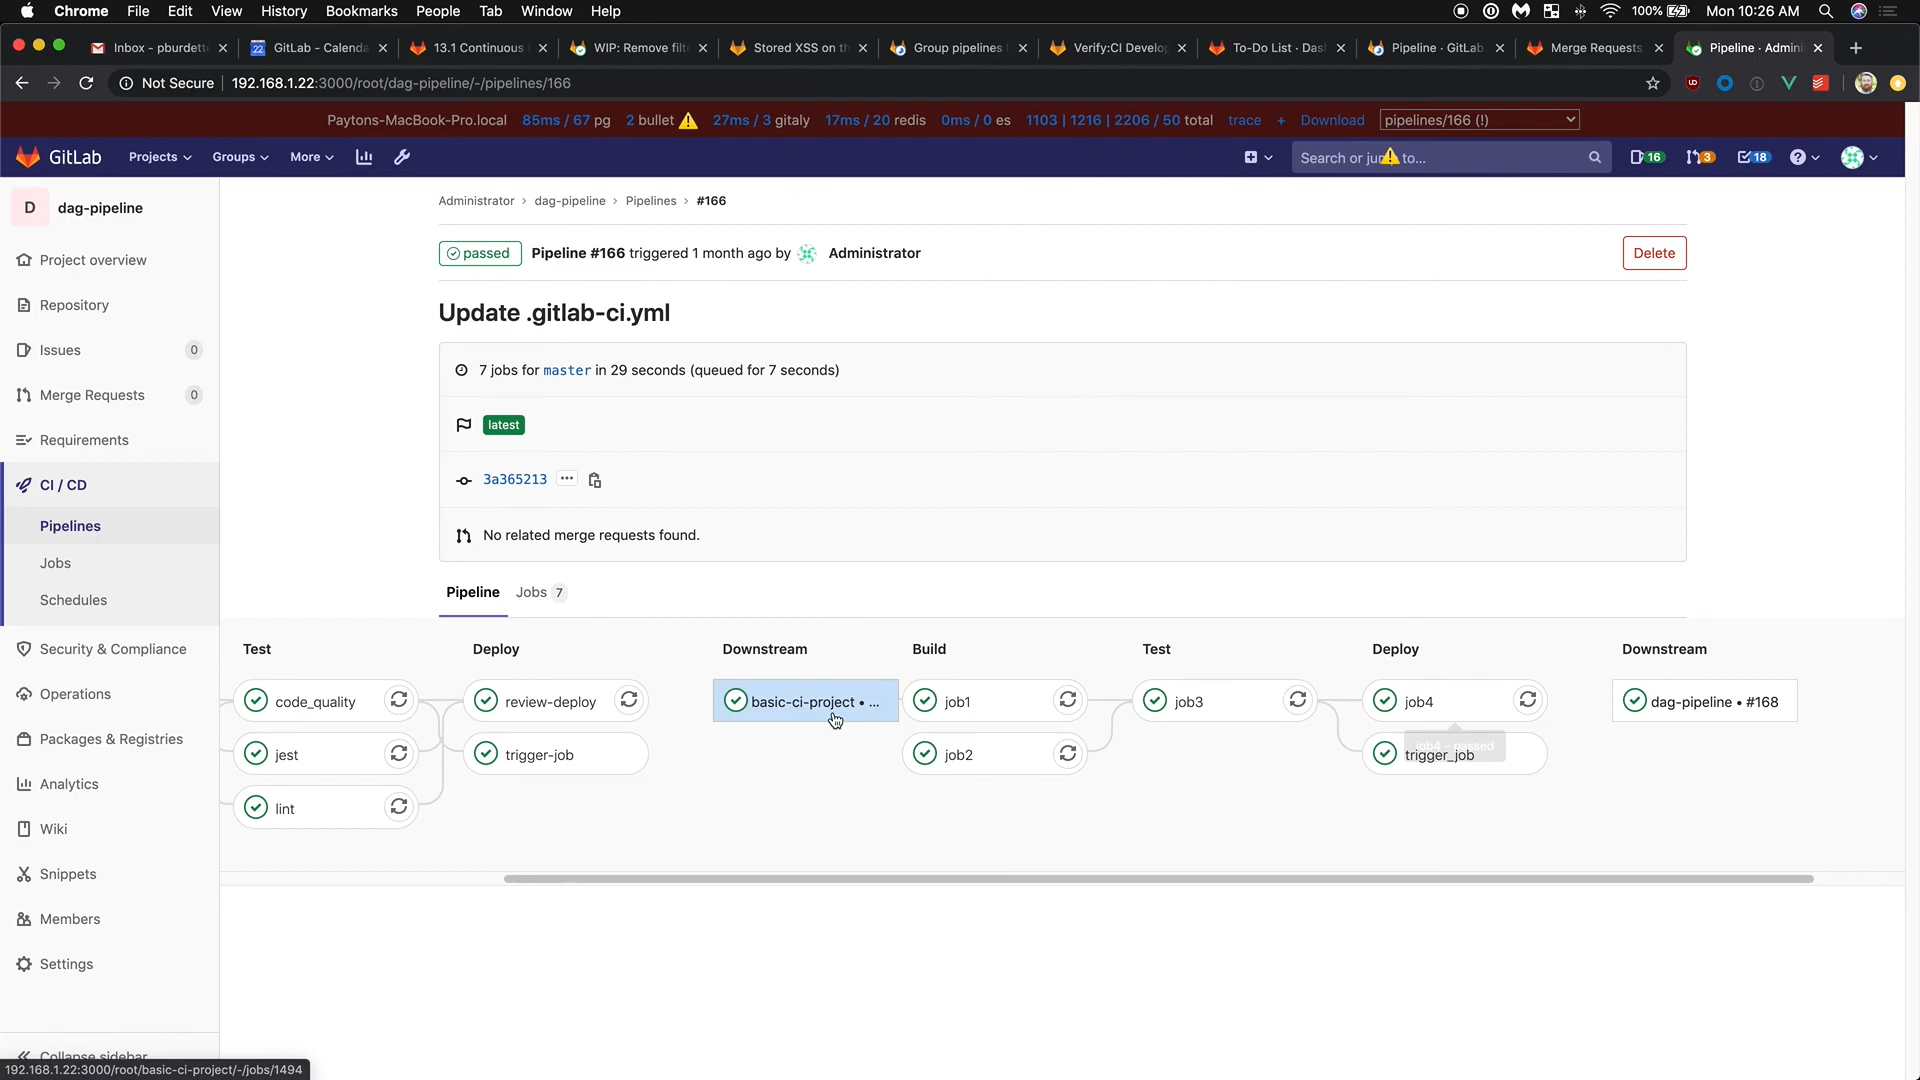 Chrome File Edit View History Bookmarks People Tab Window Help 100% Mon 10:26 AM
Inbox - pburdett 22 GitLab - Calenda 13.1 Continuous WIP: Remove filt Stored XSS on th Group pipelines Verify:CI Develop To-Do List · Das Pipeline · GitLab Merge Requests Pipeline · Admini
Not Secure 192.168.1.22:3000/root/dag-pipeline/-/pipelines/166
Paytons-MacBook-Pro.local 85ms / 67 pg 2 bullet 27ms / 3 gitaly 17ms / 20 redis 0ms / 0 es 1103 | 1216 | 2206 / 50 total trace + Download pipelines/166 (!)
GitLab Projects Groups More Search or jump to... 16 3 18
D dag-pipeline
Project overview
Repository
Issues 0
Merge Requests 0
Requirements
CI / CD
Pipelines
Jobs
Schedules
Security & Compliance
Operations
Packages & Registries
Analytics
Wiki
Snippets
Members
Settings
Collapse sidebar
192.168.1.22:3000/root/basic-ci-project/-/jobs/1494
Administrator > dag-pipeline > Pipelines > #166
passed Pipeline #166 triggered 1 month ago by Administrator Delete
Update .gitlab-ci.yml
7 jobs for master in 29 seconds (queued for 7 seconds)
latest
3a365213 ...
No related merge requests found.
Pipeline Jobs 7
Test Deploy Downstream Build Test Deploy Downstream
code_quality review-deploy basic-ci-project • ... job1 job3 job4 dag-pipeline • #168
job4 - passed
jest trigger-job job2 trigger_job
lint